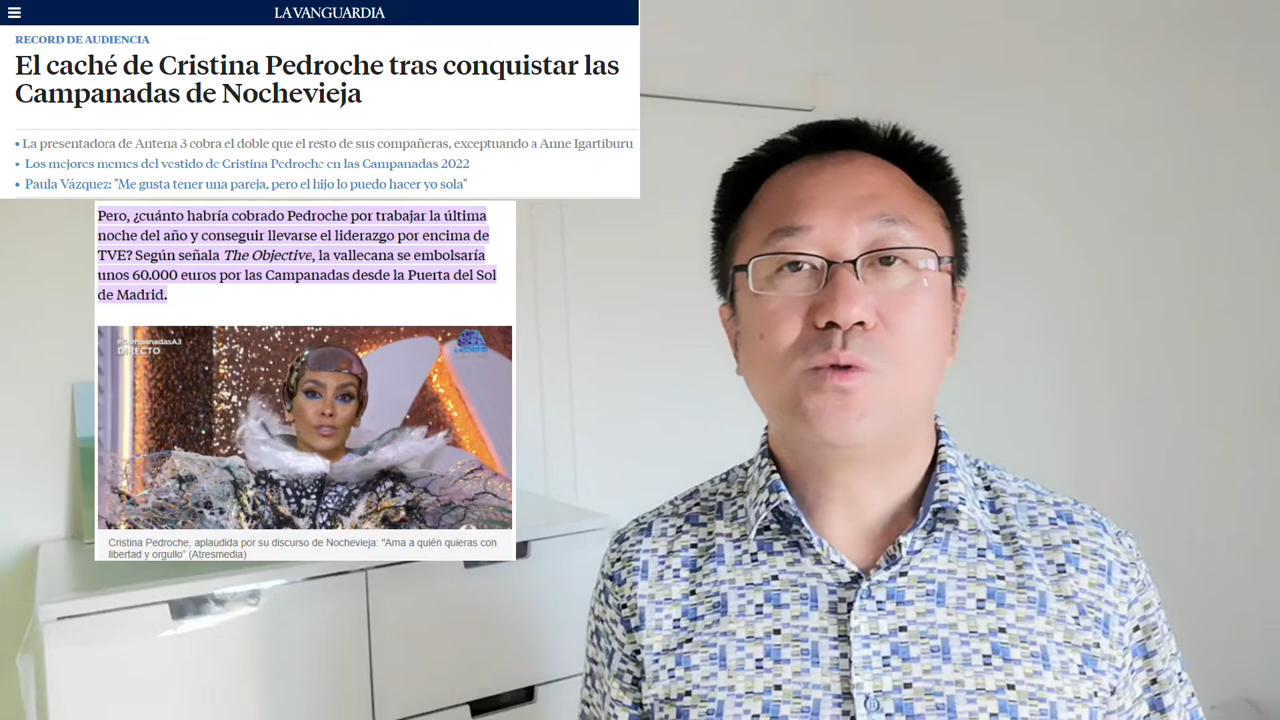 LA VANGUARDIA
RECORD DE AUDIENCIA
El caché de Cristina Pedroche tras conquistar las
Campanadas de Nochevieja
• La presentadora de Antena 3 cobra el doble que el resto de sus compañeras, exceptuando a Anne Igartiburu
• Los mejores memes del vestido de Cristina Pedroche en las Campanadas 2022
• Paula Vázquez: "Me gusta tener una pareja, pero el hijo lo puedo hacer yo sola"
Pero, ¿cuánto habría cobrado Pedroche por trabajar la última
noche del año y conseguir llevarse el liderazgo por encima de
TVE? Según señala The Objective, la vallecana se embolsaría
unos 60.000 euros por las Campanadas desde la Puerta del Sol
de Madrid.
#CampanadasA3
DIRECTO
Cristina Pedroche, aplaudida por su discurso de Nochevieja: "Ama a quién quieras con
libertad y orgullo" (Atresmedia)